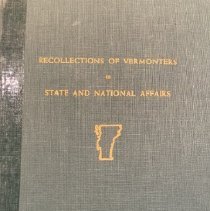 RECOLLECTIONS OF VERMONTERS
IN
STATE AND NATIONAL AFFAIRS